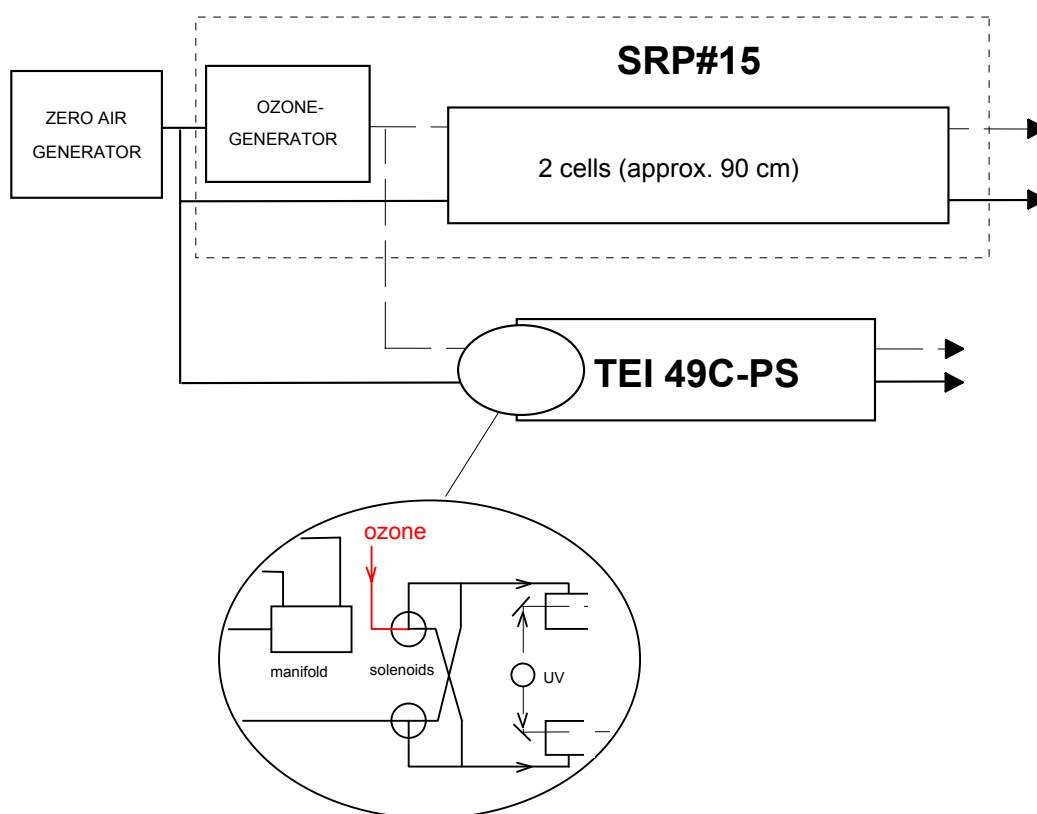 SRP#15
ZERO AIR
GENERATOR
OZONE-
GENERATOR
2 cells (approx. 90 cm)
TEI 49C-PS
ozone
manifold
solenoids
UV